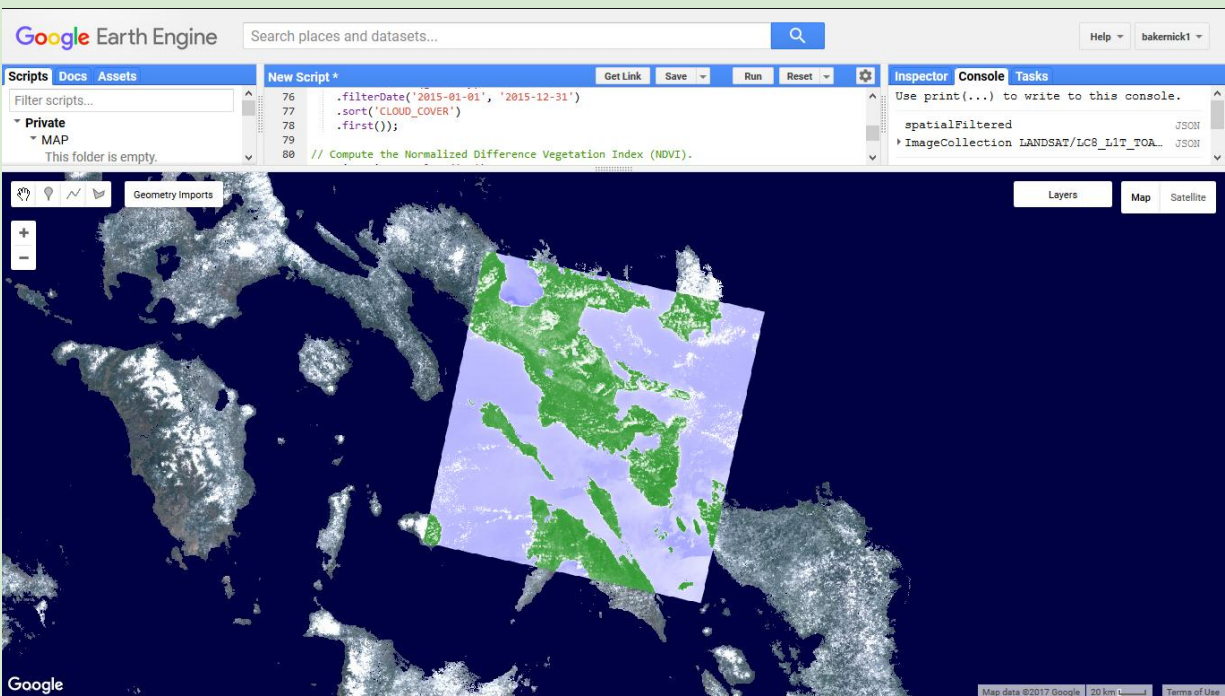 Google Earth Engine
Search places and datasets...
Help
bakernick1
Scripts Docs Assets
Filter scripts...
Private
MAP
This folder is empty.
New Script *
Get Link Save Run Reset
76 .filterDate('2015-01-01', '2015-12-31')
77 .sort('CLOUD_COVER')
78 .first());
79
80 // Compute the Normalized Difference Vegetation Index (NDVI).
Inspector Console Tasks
Use print(...) to write to this console.
spatialFiltered JSON
ImageCollection LANDSAT/LC8_L1T_TOA… JSON
Geometry Imports
Layers
Map Satellite
+
−
Google
Map data ©2017 Google 20 km Terms of Use